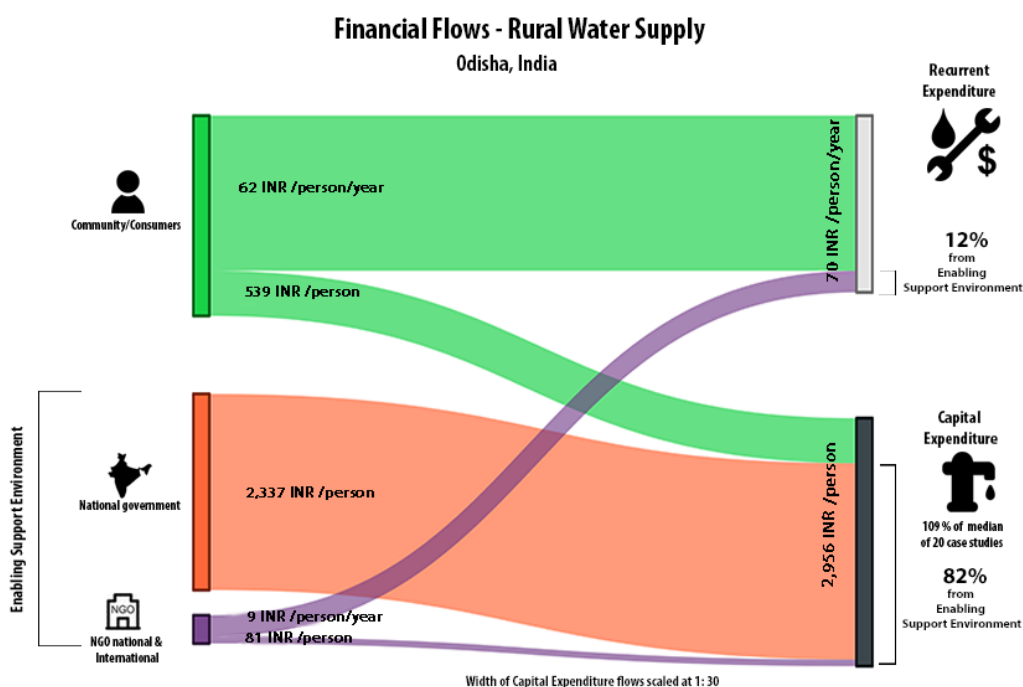 Financial Flows - Rural Water Supply
Odisha, India
Recurrent
Expenditure
$
62 INR /person/year
70 INR /person/year
Community/Consumers
12%
from
Enabling
Support Environment
539 INR /person
Enabling Support Environment
National government
2,337 INR /person
2,956 INR /person
Capital
Expenditure
109 % of median
of 20 case studies
82%
from
Enabling
Support Environment
NGO
NGO national &
International
9 INR /person/year
81 INR /person
Width of Capital Expenditure flows scaled at 1: 30